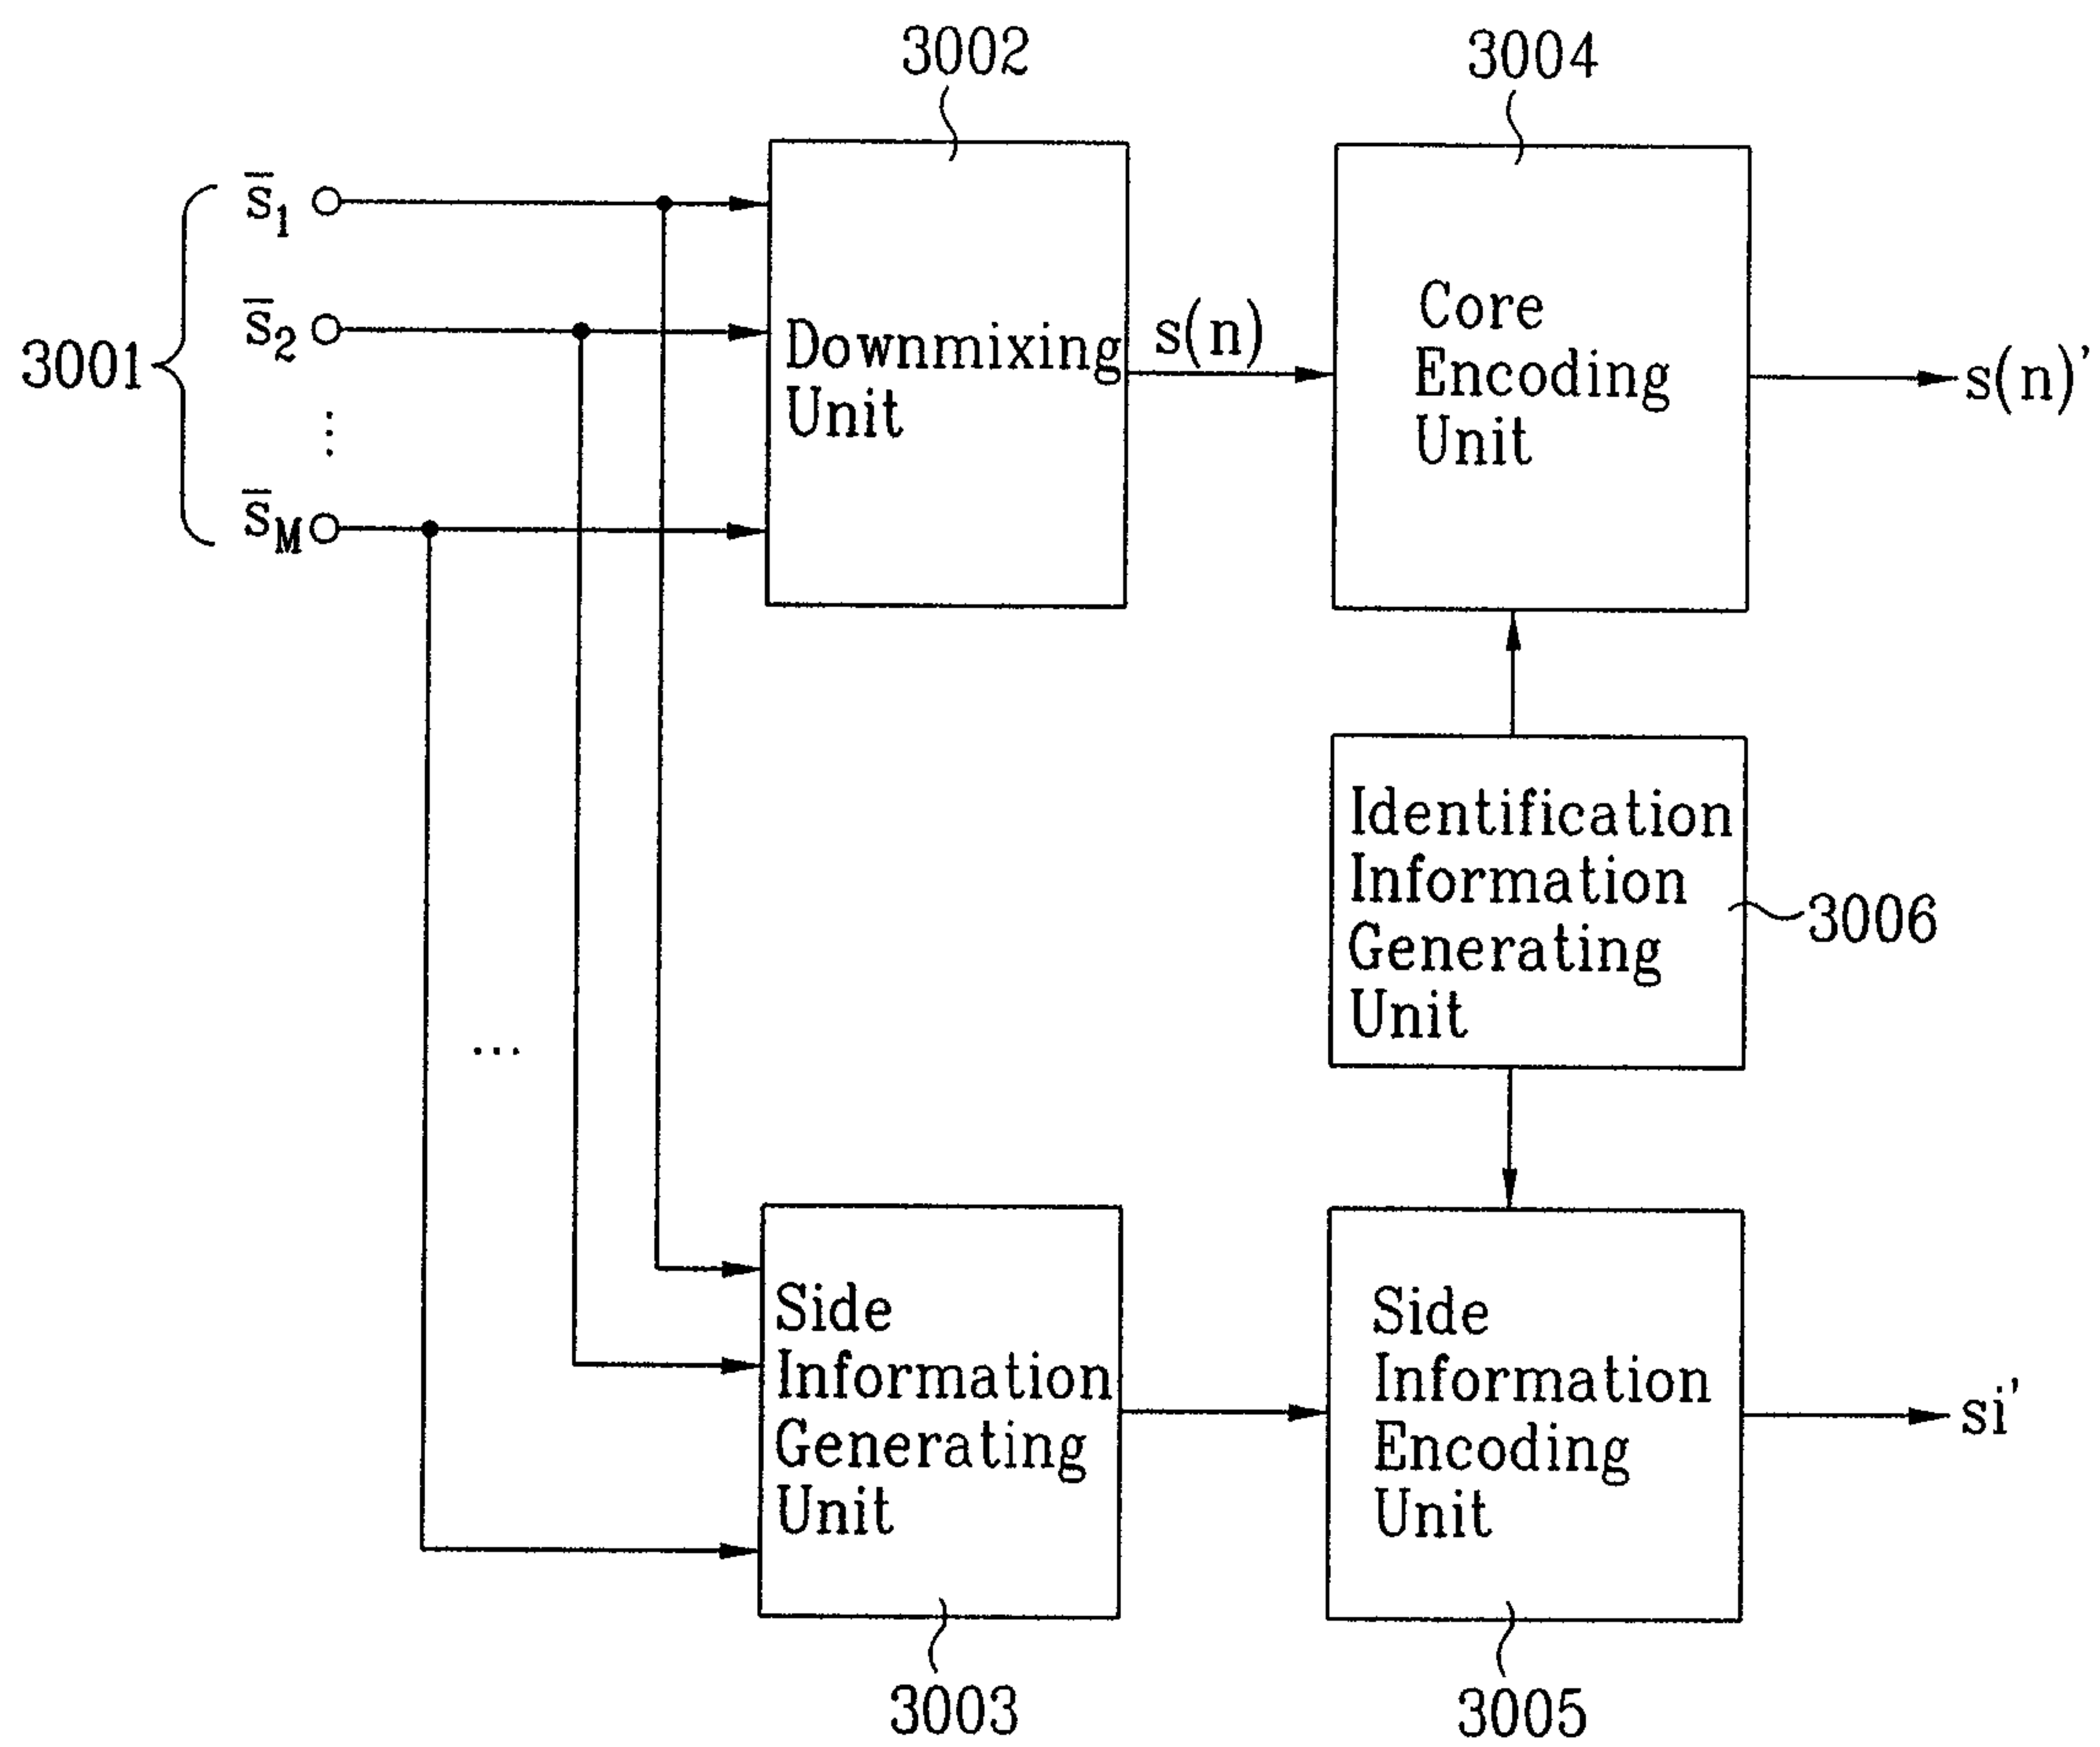 3002
3004
3001
s̄1
s̄2
⋮
s̄M
Downmixing
Unit
s(n)
Core
Encoding
Unit
s(n)'
Identification
Information
Generating
Unit
3006
...
Side
Information
Generating
Unit
Side
Information
Encoding
Unit
si'
3003
3005